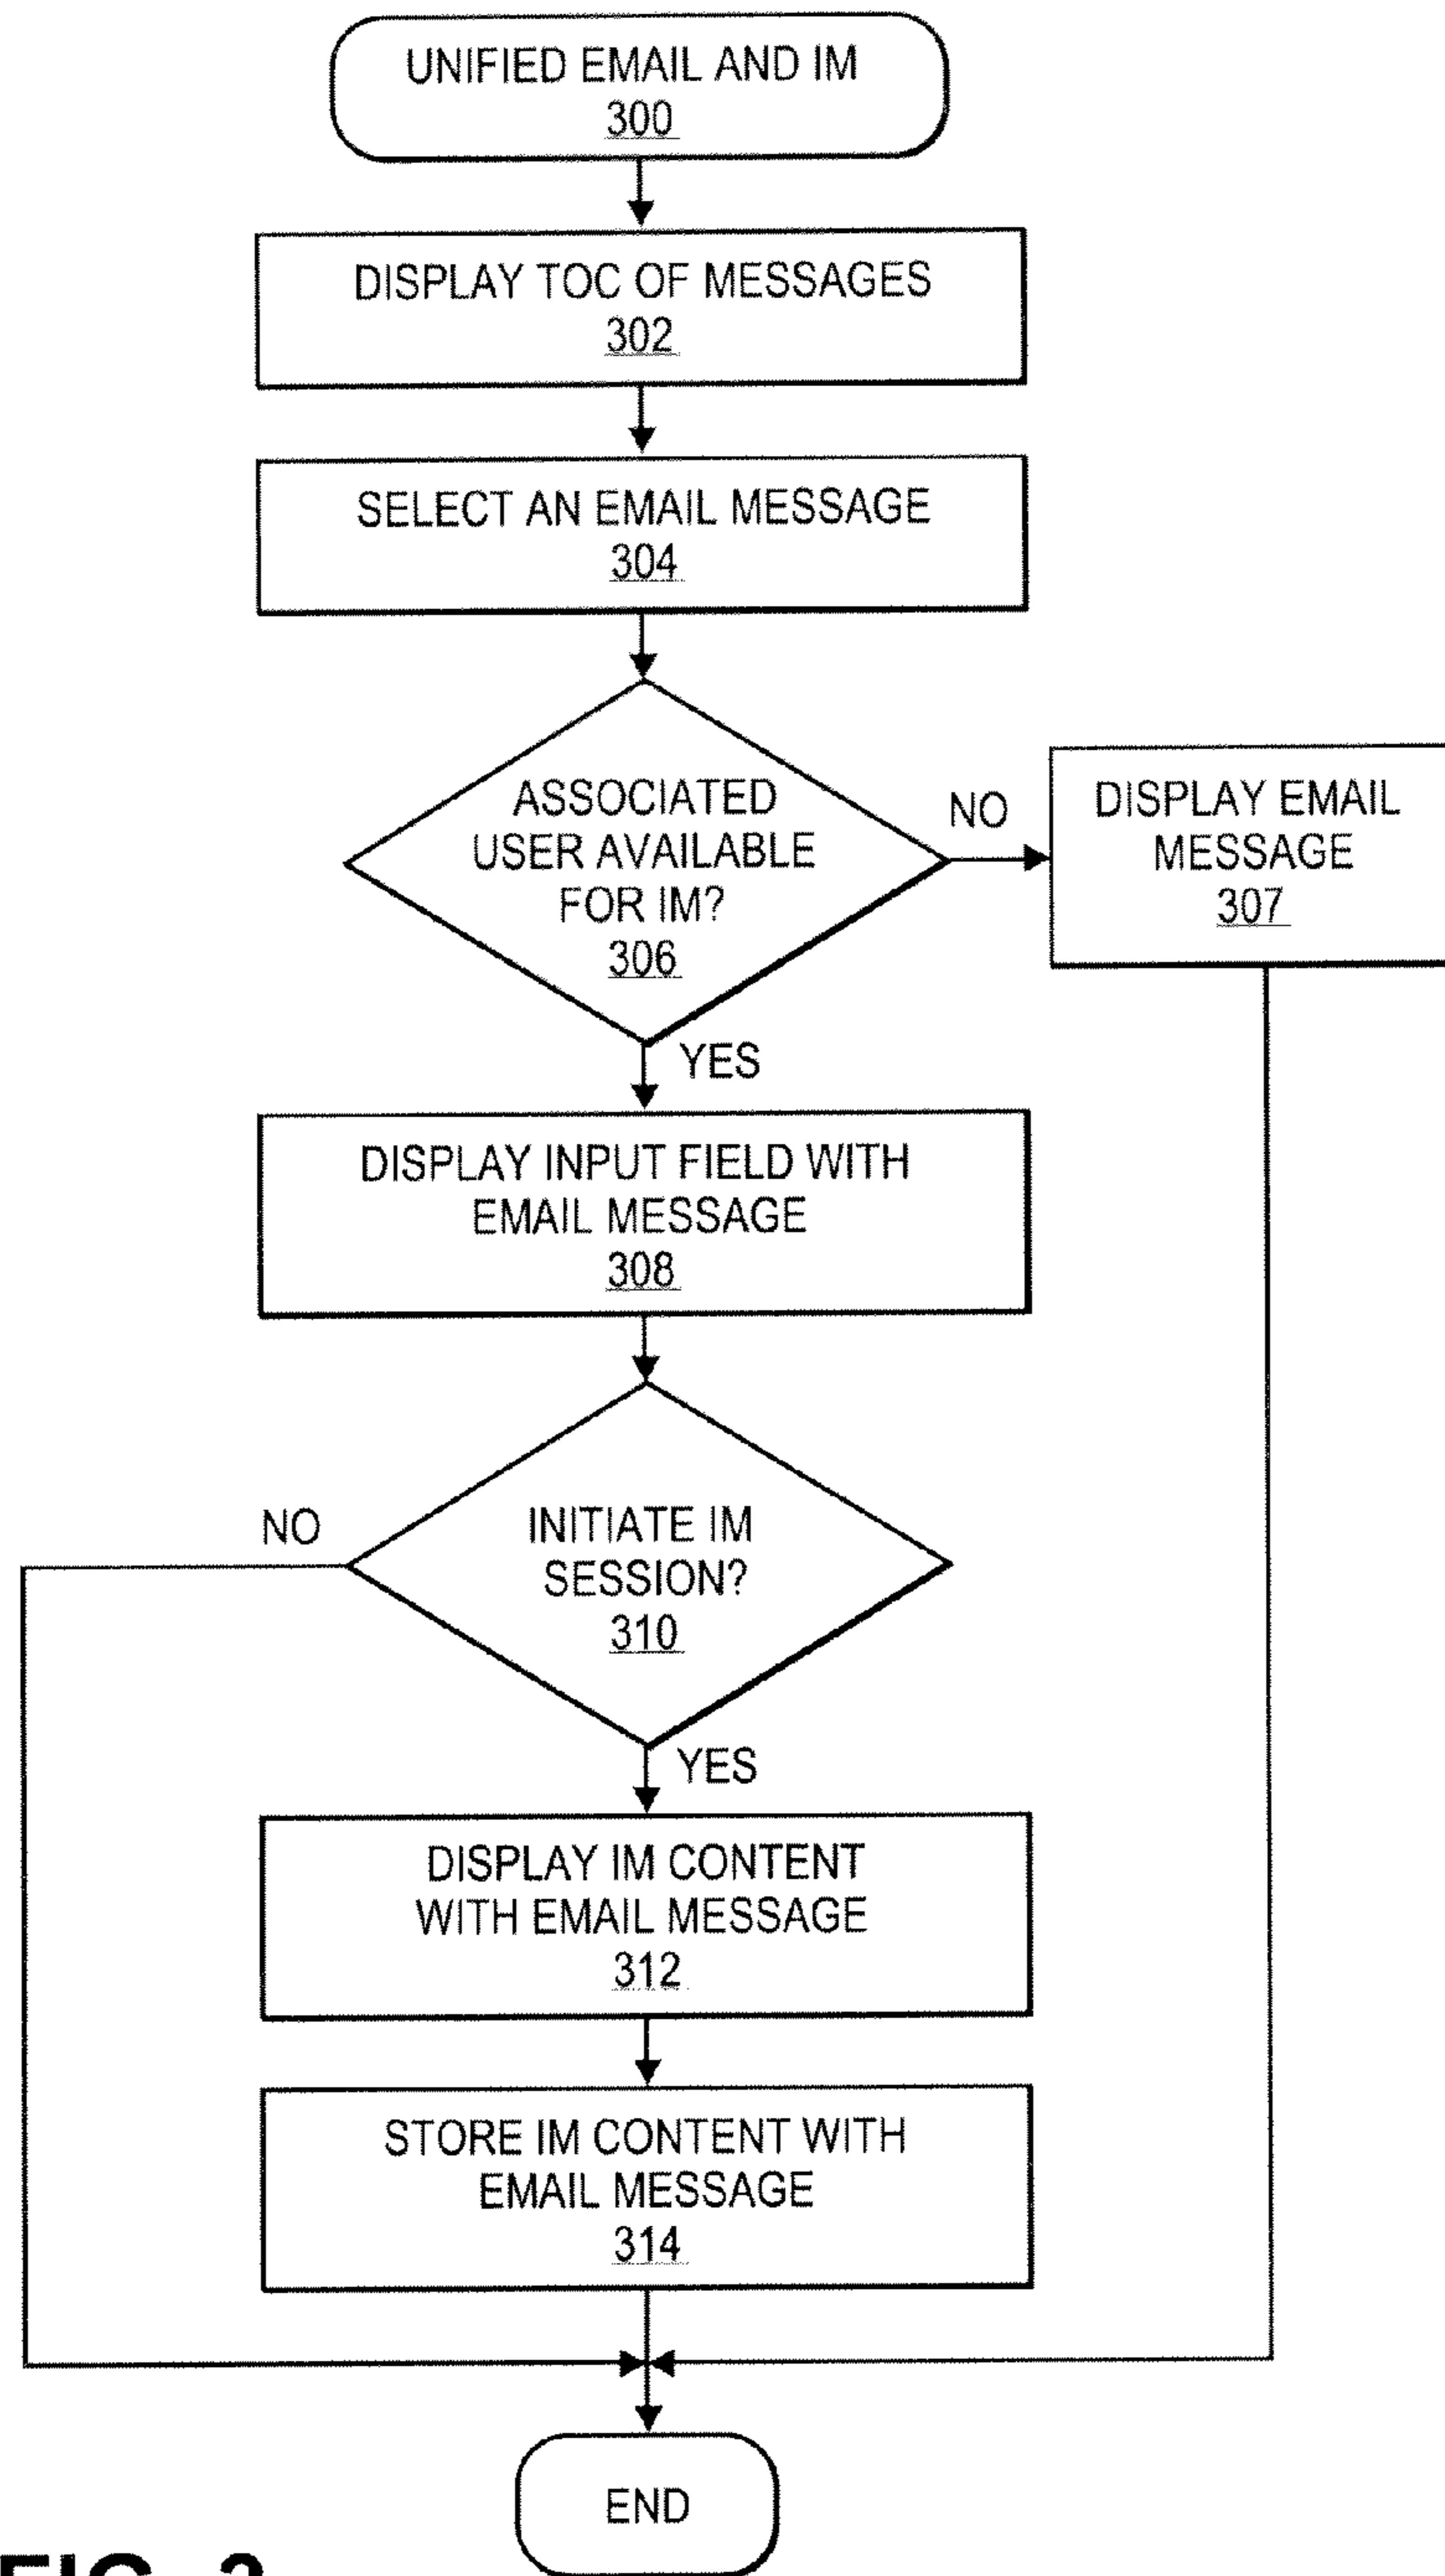 UNIFIED EMAIL AND IM
300
DISPLAY TOC OF MESSAGES
302
SELECT AN EMAIL MESSAGE
304
ASSOCIATED
USER AVAILABLE
FOR IM?
306
NO
DISPLAY EMAIL
MESSAGE
307
YES
DISPLAY INPUT FIELD WITH
EMAIL MESSAGE
308
NO
INITIATE IM
SESSION?
310
YES
DISPLAY IM CONTENT
WITH EMAIL MESSAGE
312
STORE IM CONTENT WITH
EMAIL MESSAGE
314
END
FIG.